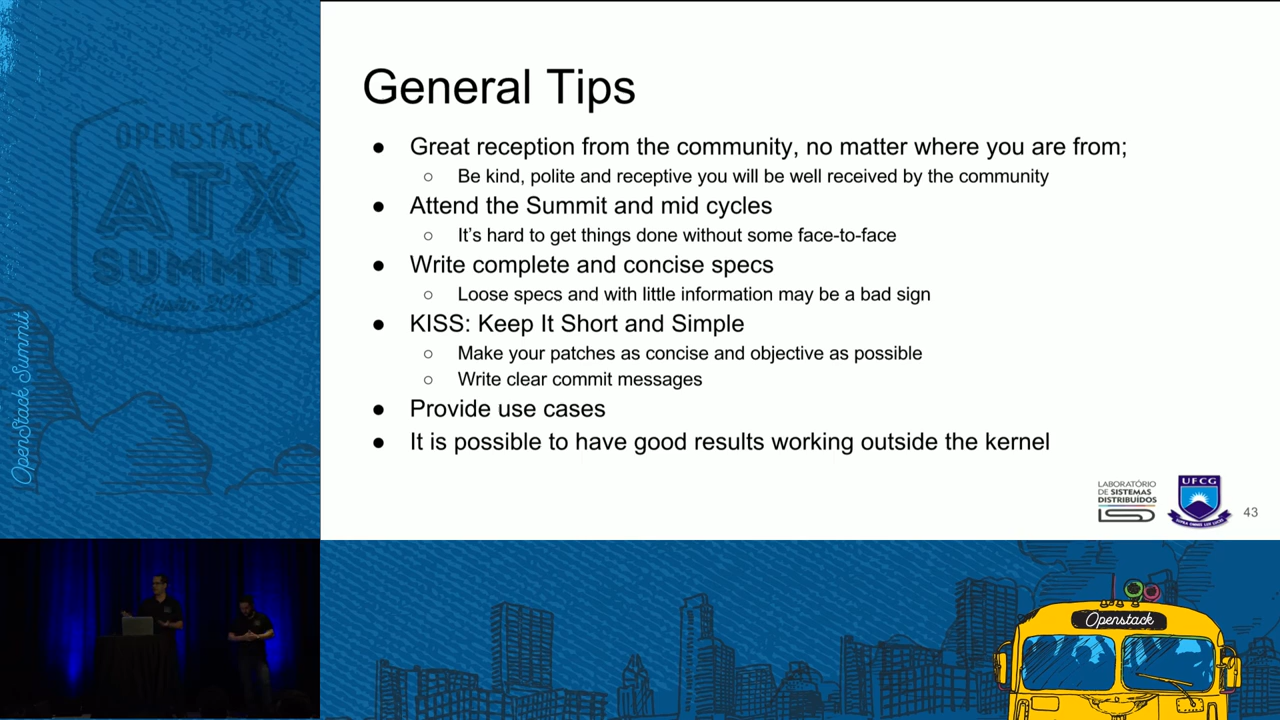 OPENSTACK
ATX
SUMMIT
Austin 2016
OpenStack Summit
General Tips
● Great reception from the community, no matter where you are from;
○ Be kind, polite and receptive you will be well received by the community
● Attend the Summit and mid cycles
○ It's hard to get things done without some face-to-face
● Write complete and concise specs
○ Loose specs and with little information may be a bad sign
● KISS: Keep It Short and Simple
○ Make your patches as concise and objective as possible
○ Write clear commit messages
● Provide use cases
● It is possible to have good results working outside the kernel
LABORATÓRIO
DE SISTEMAS
DISTRIBUÍDOS
LSD
UFCG
43
Openstack